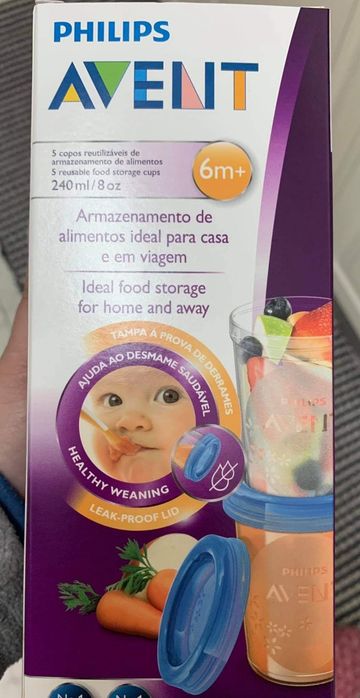 PHILIPS
AVENT
5 copos reutilizáveis de
armazenamento de alimentos
5 reusable food storage cups
240 ml / 8 oz
6m+
Armazenamento de
alimentos ideal para casa
e em viagem
Ideal food storage
for home and away
TAMPA À PROVA DE DERRAMES
AJUDA AO DESMAME SAUDÁVEL
HEALTHY WEANING
LEAK-PROOF LID
PHILIPS
AVENT
PHILIPS
AVENT